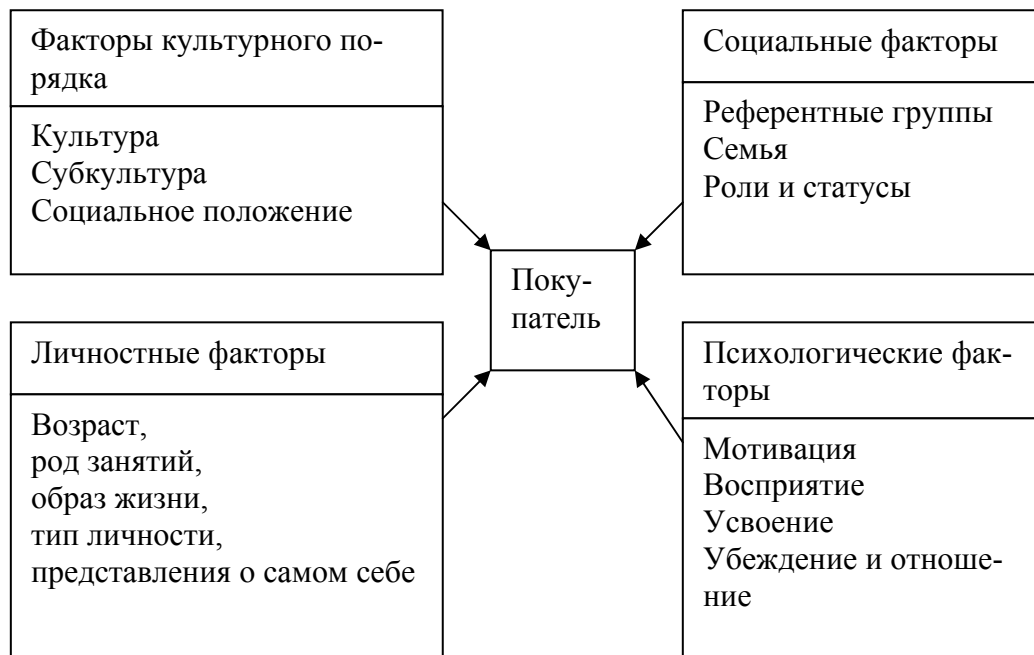 Факторы культурного по-
рядка
Культура
Субкультура
Социальное положение
Социальные факторы
Референтные группы
Семья
Роли и статусы
Поку-
патель
Личностные факторы
Возраст,
род занятий,
образ жизни,
тип личности,
представления о самом себе
Психологические фак-
торы
Мотивация
Восприятие
Усвоение
Убеждение и отноше-
ние